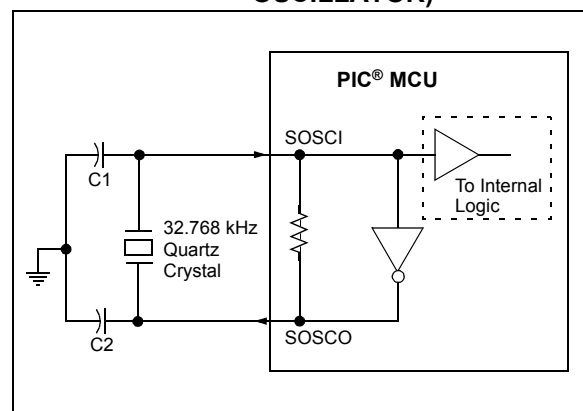 OSCILLATOR)
PIC® MCU
SOSCI
C1
To Internal
Logic
32.768 kHz
Quartz
Crystal
C2
SOSCO